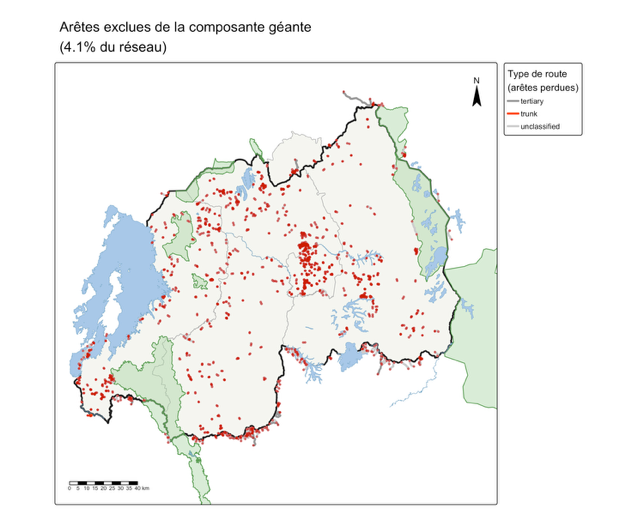 Arêtes exclues de la composante géante
(4.1% du réseau)
N
Type de route
(arêtes perdues)
tertiary
trunk
unclassified
0 5 10 15 20 25 30 35 40 km